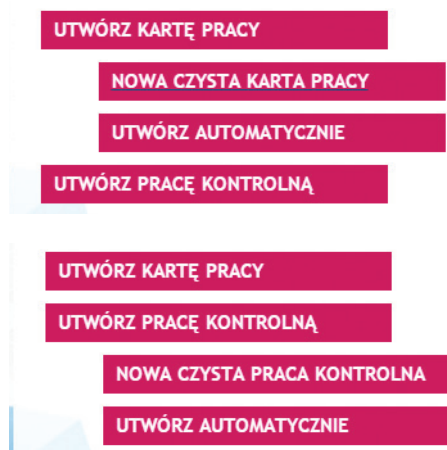 UTWÓRZ KARTĘ PRACY
NOWA CZYSTA KARTA PRACY
UTWÓRZ AUTOMATYCZNIE
UTWÓRZ PRACĘ KONTROLNĄ
UTWÓRZ KARTĘ PRACY
UTWÓRZ PRACĘ KONTROLNĄ
NOWA CZYSTA PRACA KONTROLNA
UTWÓRZ AUTOMATYCZNIE